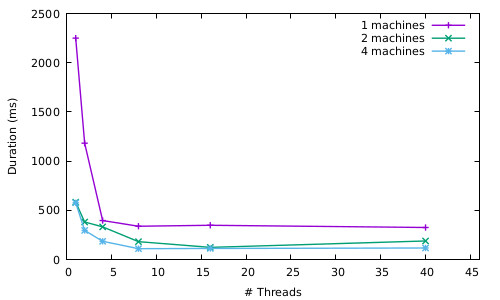 2500
2000
1500
1000
500
0
Duration (ms)
1 machines
2 machines
4 machines
0 5 10 15 20 25 30 35 40 45
# Threads